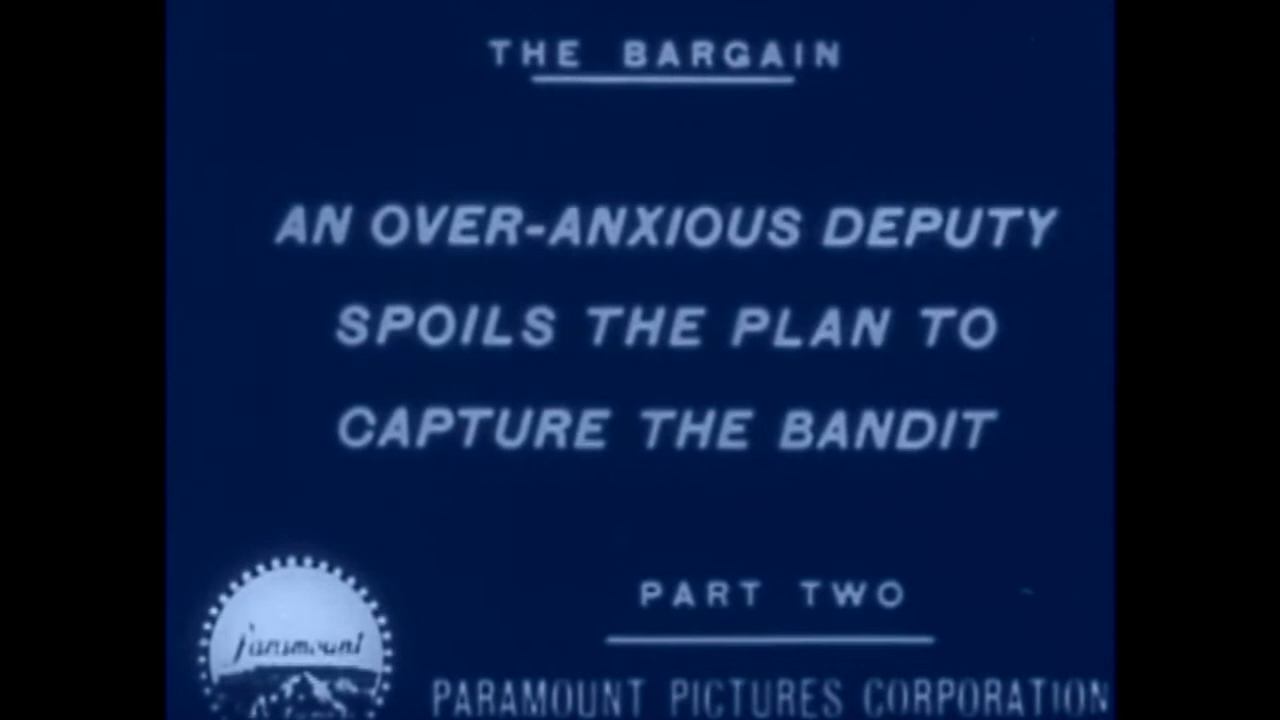 THE BARGAIN
AN OVER-ANXIOUS DEPUTY
SPOILS THE PLAN TO
CAPTURE THE BANDIT
PART TWO
Paramount
PARAMOUNT PICTURES CORPORATION